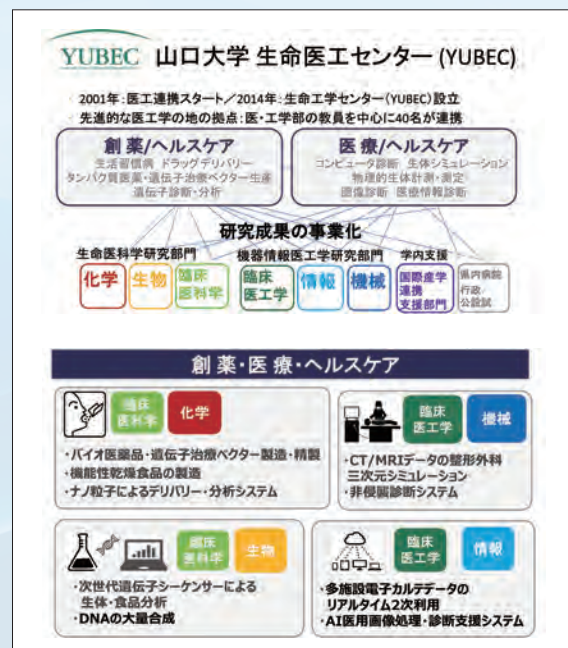 YUBEC 山口大学 生命医工センター (YUBEC)
・ 2001年:医工連携スタート/2014年:生命工学センター(YUBEC)設立
・ 先進的な医工学の地の拠点:医・工学部の教員を中心に40名が連携
創薬/ヘルスケア
生活習慣病 ドラッグデリバリー
タンパク質医薬・遺伝子治療ベクター生産
遺伝子診断・分析
医療/ヘルスケア
コンピュータ診断 生体シミュレーション
物理的生体計測・測定
画像診断 医療情報診断
研究成果の事業化
生命医科学研究部門
機器情報医工学研究部門
学内支援
化学
生物
臨床
医科学
臨床
医工学
情報
機械
国際産学
連携
支援部門
県内病院
行政
公設試
創薬・医療・ヘルスケア
臨床
医科学
化学
・バイオ医薬品・遺伝子治療ベクター製造・精製
・機能性乾燥食品の製造
・ナノ粒子によるデリバリー・分析システム
臨床
医工学
機械
・CT/MRIデータの整形外科
三次元シミュレーション
・非侵襲診断システム
臨床
医科学
生物
・次世代遺伝子シーケンサーによる
生体・食品分析
・DNAの大量合成
臨床
医工学
情報
・多施設電子カルテデータの
リアルタイム2次利用
・AI医用画像処理・診断支援システム